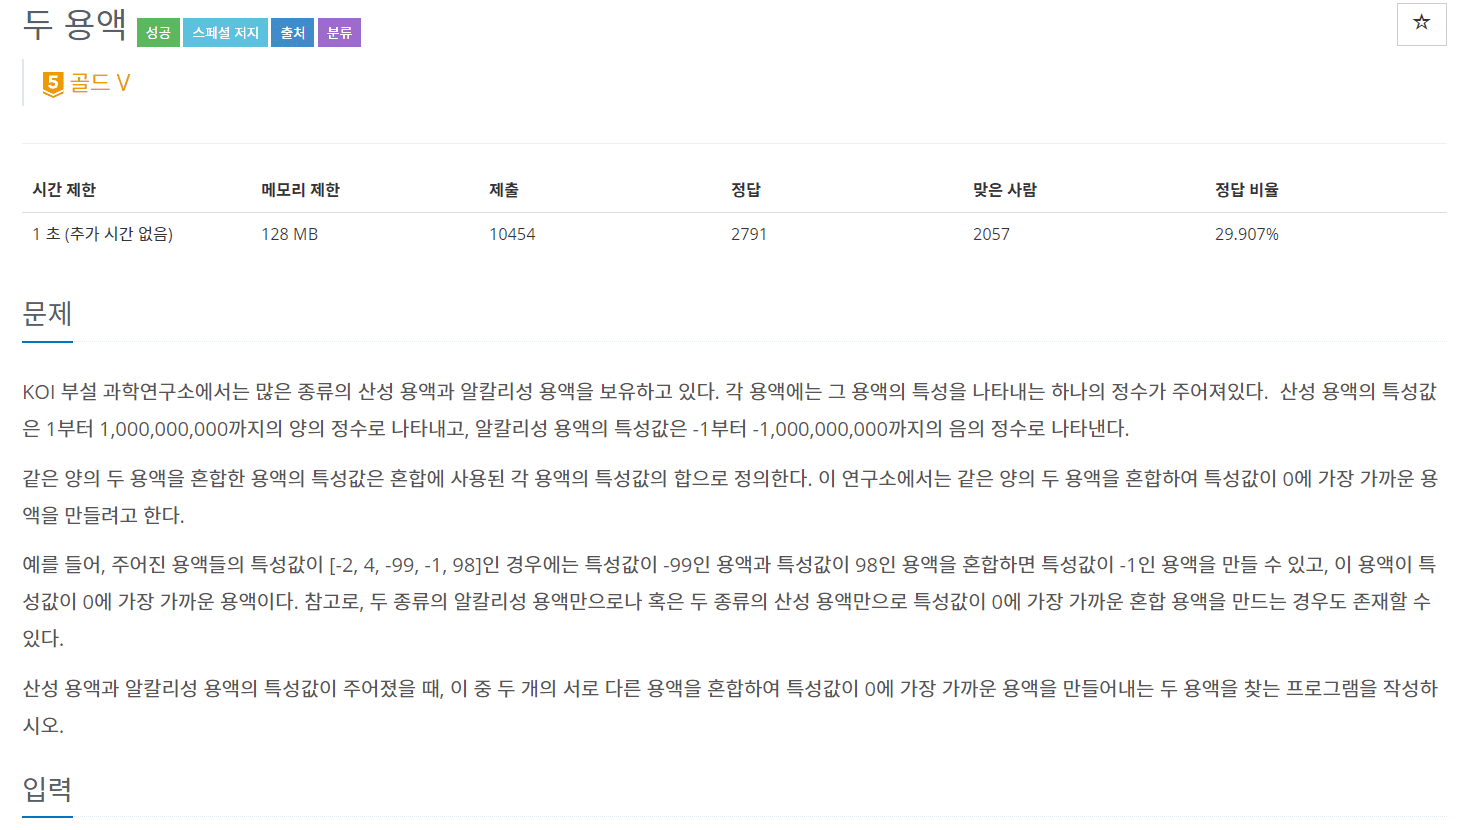 두 용액 성공 스페셜 저지 출처 분류
5 골드 V
시간 제한 메모리 제한 제출 정답 맞은 사람 정답 비율
1 초 (추가 시간 없음) 128 MB 10454 2791 2057 29.907%
문제
KOI 부설 과학연구소에서는 많은 종류의 산성 용액과 알칼리성 용액을 보유하고 있다. 각 용액에는 그 용액의 특성을 나타내는 하나의 정수가 주어져있다. 산성 용액의 특성값
은 1부터 1,000,000,000까지의 양의 정수로 나타내고, 알칼리성 용액의 특성값은 -1부터 -1,000,000,000까지의 음의 정수로 나타낸다.
같은 양의 두 용액을 혼합한 용액의 특성값은 혼합에 사용된 각 용액의 특성값의 합으로 정의한다. 이 연구소에서는 같은 양의 두 용액을 혼합하여 특성값이 0에 가장 가까운 용
액을 만들려고 한다.
예를 들어, 주어진 용액들의 특성값이 [-2, 4, -99, -1, 98]인 경우에는 특성값이 -99인 용액과 특성값이 98인 용액을 혼합하면 특성값이 -1인 용액을 만들 수 있고, 이 용액이 특
성값이 0에 가장 가까운 용액이다. 참고로, 두 종류의 알칼리성 용액만으로나 혹은 두 종류의 산성 용액만으로 특성값이 0에 가장 가까운 혼합 용액을 만드는 경우도 존재할 수
있다.
산성 용액과 알칼리성 용액의 특성값이 주어졌을 때, 이 중 두 개의 서로 다른 용액을 혼합하여 특성값이 0에 가장 가까운 용액을 만들어내는 두 용액을 찾는 프로그램을 작성하
시오.
입력